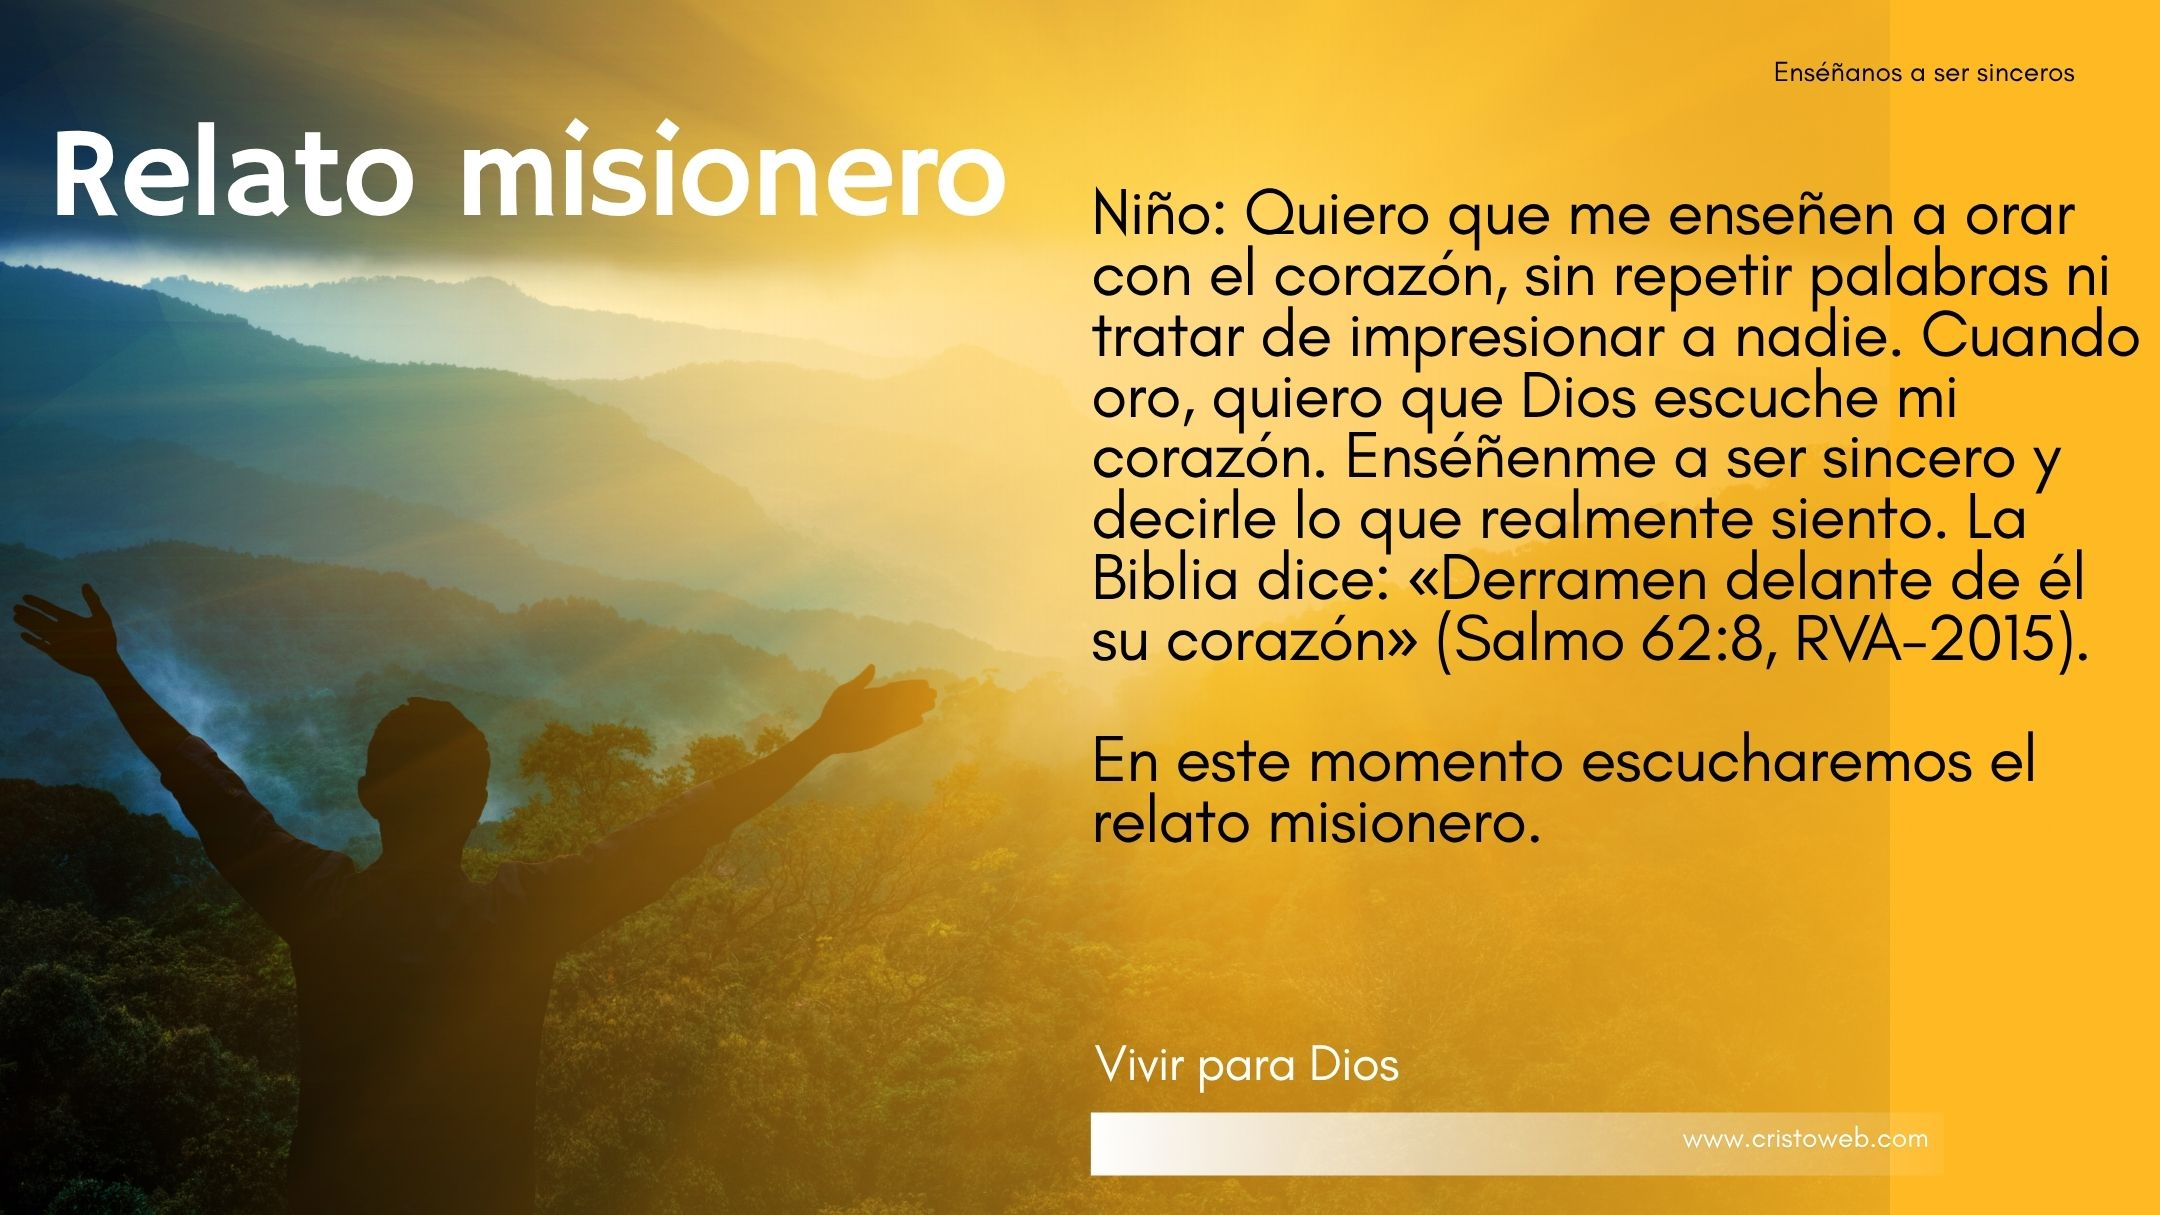 Enséñanos a ser sinceros
Relato misionero
Niño: Quiero que me enseñen a orar
con el corazón, sin repetir palabras ni
tratar de impresionar a nadie. Cuando
oro, quiero que Dios escuche mi
corazón. Enséñenme a ser sincero y
decirle lo que realmente siento. La
Biblia dice: «Derramen delante de él
su corazón» (Salmo 62:8, RVA-2015).
En este momento escucharemos el
relato misionero.
Vivir para Dios
www.cristoweb.com